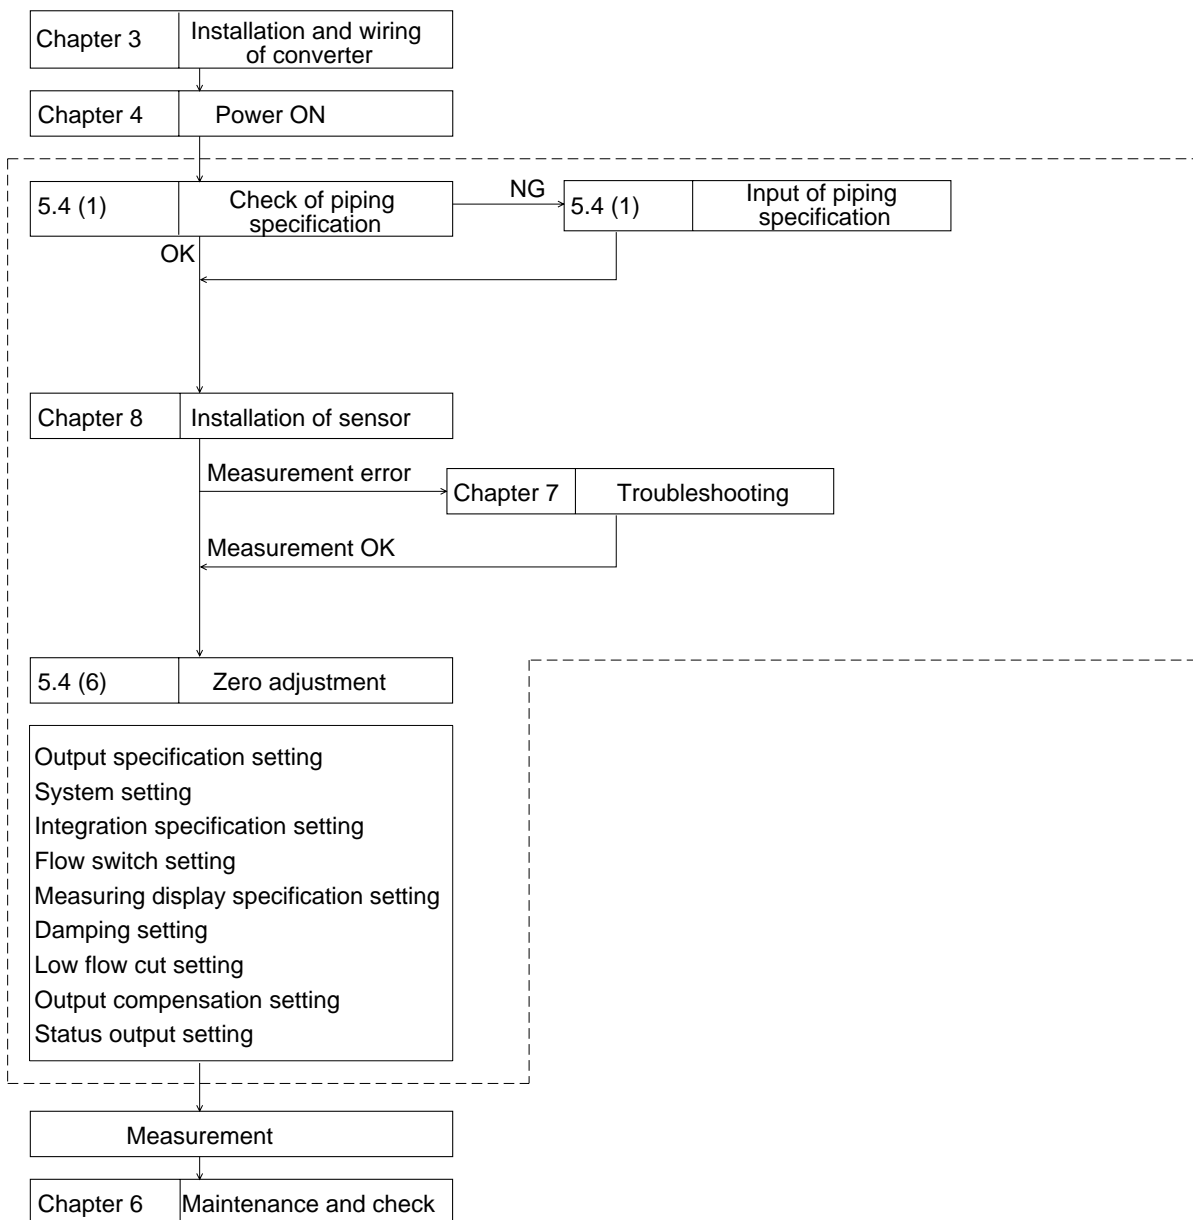 Chapter 3
Installation and wiring
of converter
Chapter 4
Power ON
5.4 (1)
Check of piping
specification
NG
5.4 (1)
Input of piping
specification
OK
Chapter 8
Installation of sensor
Measurement error
Chapter 7
Troubleshooting
Measurement OK
5.4 (6)
Zero adjustment
Output specification setting
System setting
Integration specification setting
Flow switch setting
Measuring display specification setting
Damping setting
Low flow cut setting
Output compensation setting
Status output setting
Measurement
Chapter 6
Maintenance and check